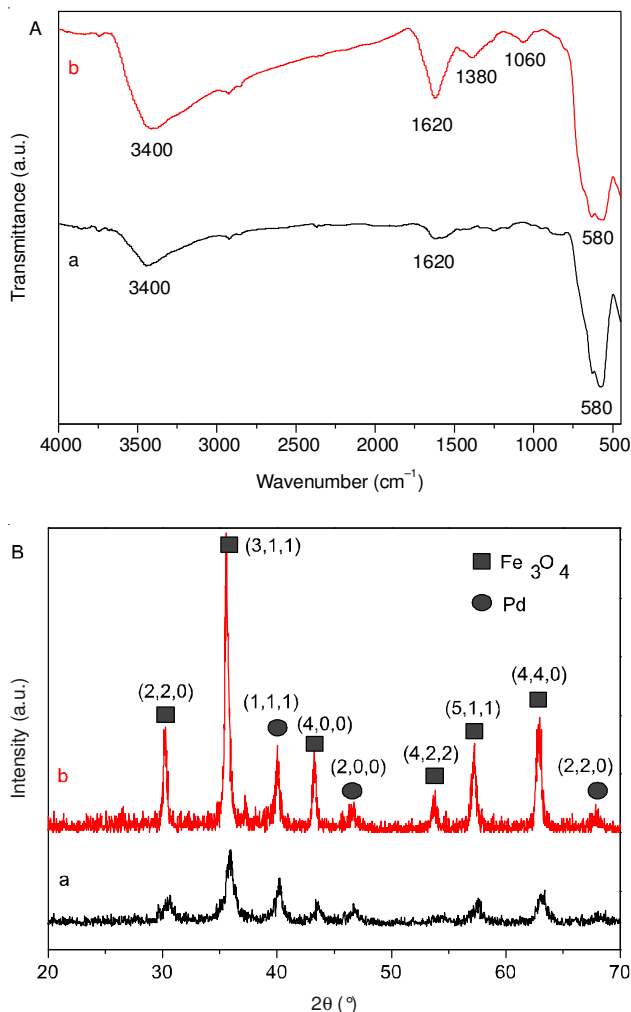 A
b
3400
1620
1380
1060
580
a
3400
1620
580
Transmittance (a.u.)
4000 3500 3000 2500 2000 1500 1000 500
Wavenumber (cm⁻¹)
B
(3,1,1)
Fe ₃O ₄
Pd
(2,2,0)
(1,1,1)
(4,0,0)
(2,0,0)
(4,2,2)
(5,1,1)
(4,4,0)
(2,2,0)
b
a
Intensity (a.u.)
20 30 40 50 60 70
2θ (°)